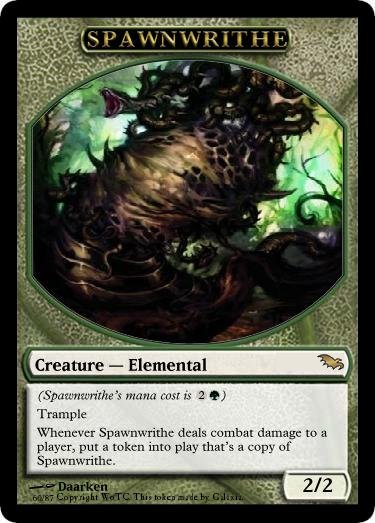 SPAWNWRITHE
Creature — Elemental
(Spawnwrithe's mana cost is 2 )
Trample
Whenever Spawnwrithe deals combat damage to a
player, put a token into play that's a copy of
Spawnwrithe.
Daarken
2/2
60/87 Copyright WoTC. This token made by Galixia.